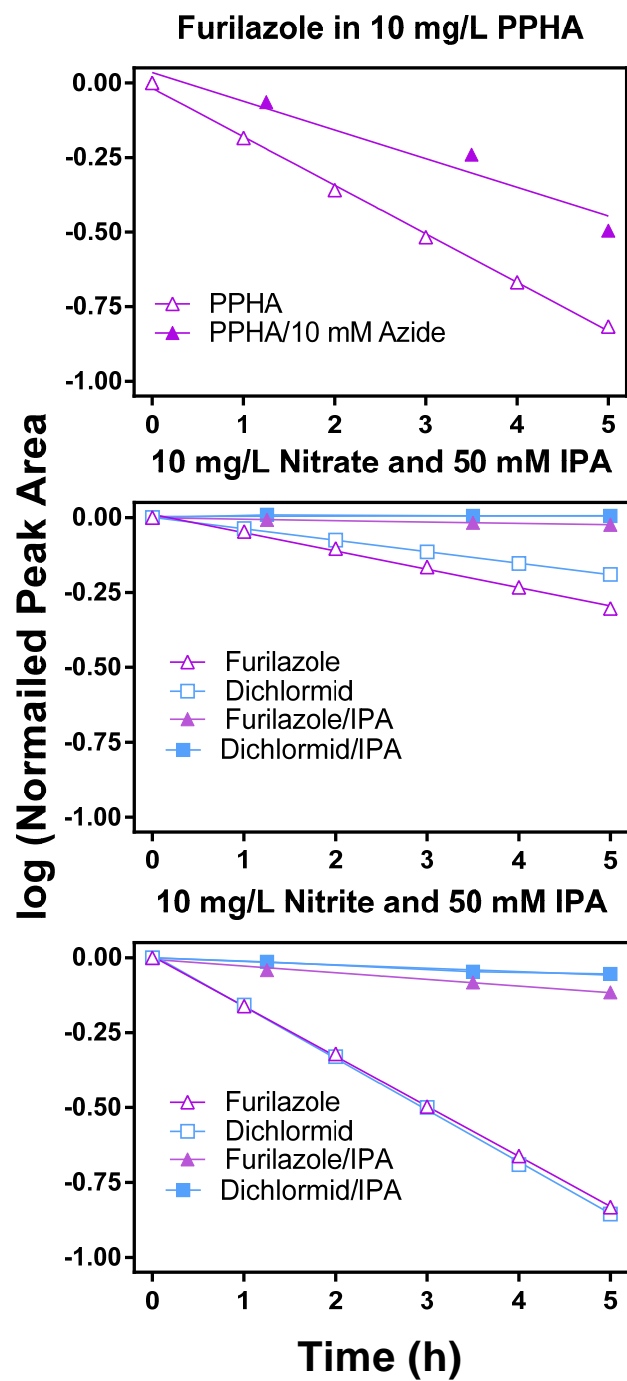 Furilazole in 10 mg/L PPHA
0.00
-0.25
-0.50
-0.75
-1.00
PPHA
PPHA/10 mM Azide
0 1 2 3 4 5
10 mg/L Nitrate and 50 mM IPA
0.00
-0.25
-0.50
-0.75
-1.00
Furilazole
Dichlormid
Furilazole/IPA
Dichlormid/IPA
0 1 2 3 4 5
10 mg/L Nitrite and 50 mM IPA
0.00
-0.25
-0.50
-0.75
-1.00
Furilazole
Dichlormid
Furilazole/IPA
Dichlormid/IPA
0 1 2 3 4 5
log (Normailed Peak Area
Time (h)